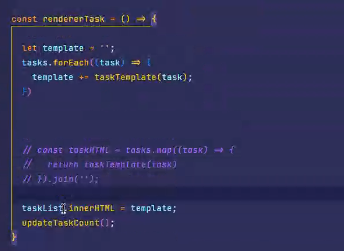 const rendererTask = () => {
let template = '';
tasks.forEach((task) => {
template += taskTemplate(task);
})
// const taskHTML = tasks.map((task) => {
//   return taskTemplate(task)
// }).join('');
taskList.innerHTML = template;
updateTaskCount();
}